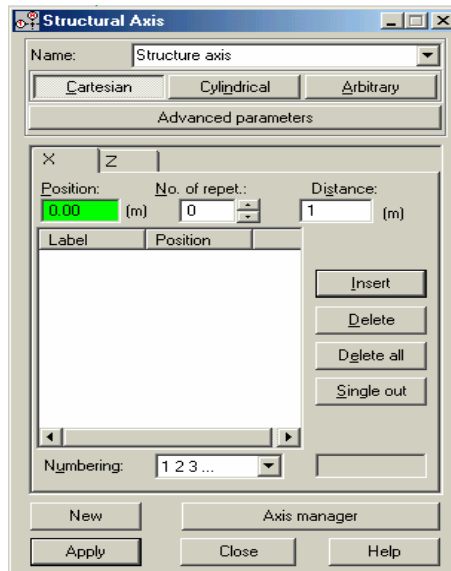 Structural Axis
Name: Structure axis
Cartesian Cylindrical Arbitrary
Advanced parameters
X Z
Position: No. of repet.: Distance:
0.00 (m) 0 1 (m)
Label Position
Insert
Delete
Delete all
Single out
Numbering: 1 2 3 ...
New Axis manager
Apply Close Help